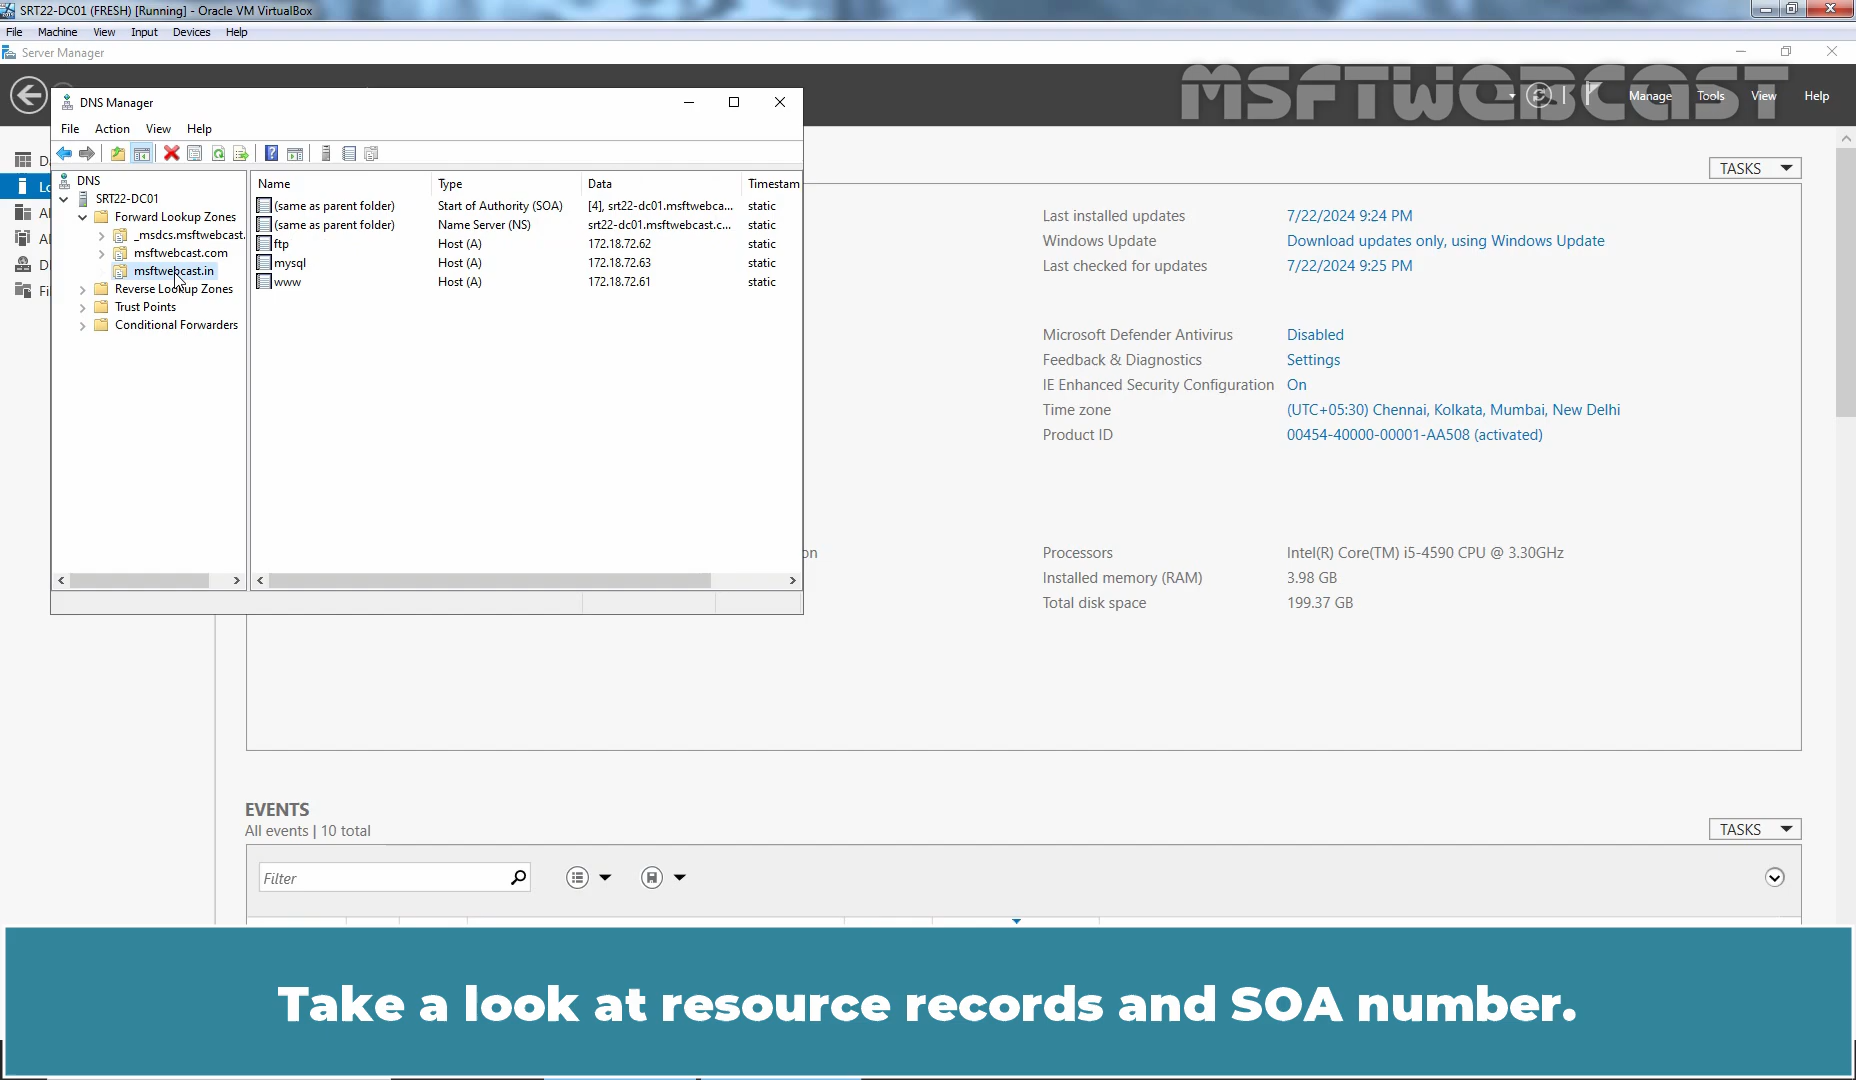 SRT22-DC01 (FRESH) [Running] - Oracle VM VirtualBox
File Machine View Input Devices Help
Server Manager
MSFTWEBCAST
Manage Tools View Help
DNS Manager
File Action View Help
DNS
SRT22-DC01
Forward Lookup Zones
_msdcs.msftwebcast.
msftwebcast.com
msftwebcast.in
Reverse Lookup Zones
Trust Points
Conditional Forwarders
Name Type Data Timestam
(same as parent folder) Start of Authority (SOA) [4], srt22-dc01.msftwebca... static
(same as parent folder) Name Server (NS) srt22-dc01.msftwebcast.c... static
ftp Host (A) 172.18.72.62 static
mysql Host (A) 172.18.72.63 static
www Host (A) 172.18.72.61 static
D
Lo
Al
Al
D
Fi
TASKS
Last installed updates 7/22/2024 9:24 PM
Windows Update Download updates only, using Windows Update
Last checked for updates 7/22/2024 9:25 PM
Microsoft Defender Antivirus Disabled
Feedback & Diagnostics Settings
IE Enhanced Security Configuration On
Time zone (UTC+05:30) Chennai, Kolkata, Mumbai, New Delhi
Product ID 00454-40000-00001-AA508 (activated)
on Processors Intel(R) Core(TM) i5-4590 CPU @ 3.30GHz
Installed memory (RAM) 3.98 GB
Total disk space 199.37 GB
EVENTS
All events | 10 total
TASKS
Filter
Take a look at resource records and SOA number.